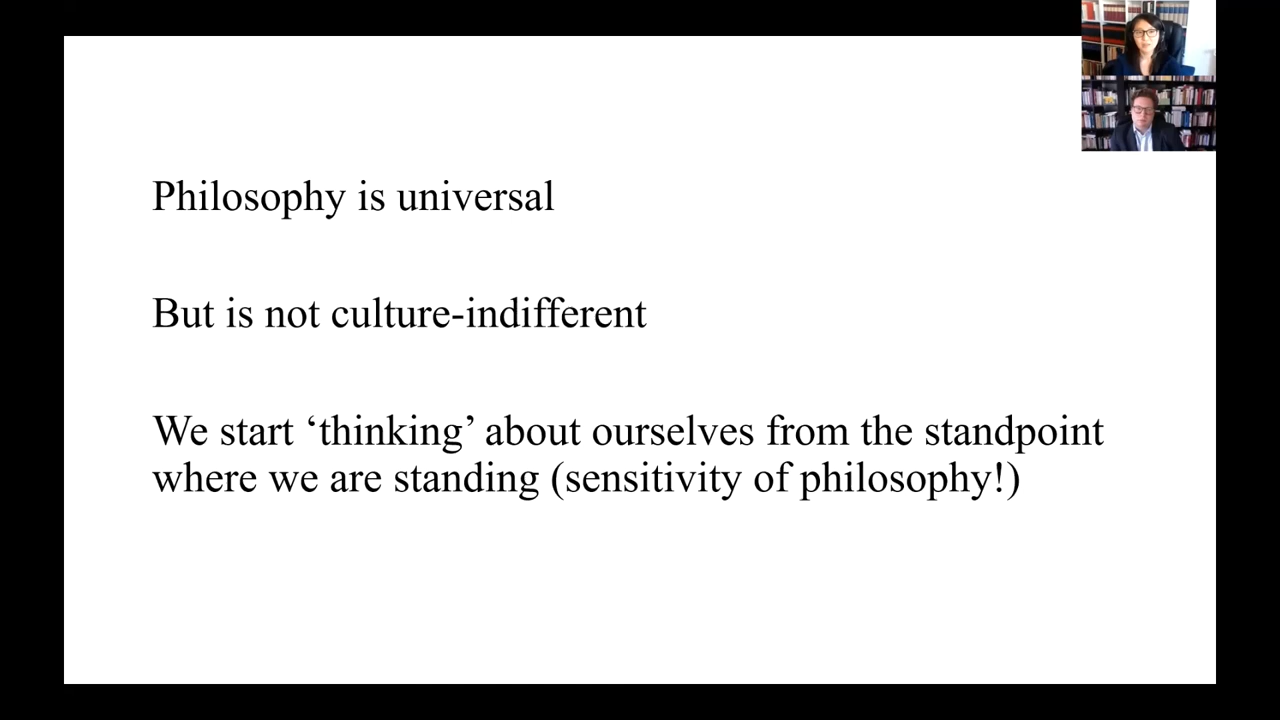 Philosophy is universal
But is not culture-indifferent
We start ‘thinking’ about ourselves from the standpoint
where we are standing (sensitivity of philosophy!)